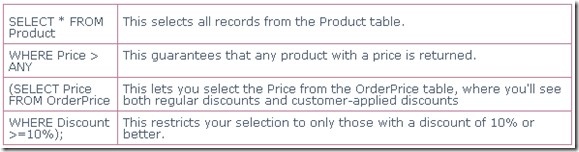 SELECT * FROM
Product
This selects all records from the Product table.
WHERE Price >
ANY
This guarantees that any product with a price is returned.
(SELECT Price
FROM OrderPrice
This lets you select the Price from the OrderPrice table, where you'll see
both regular discounts and customer-applied discounts
WHERE Discount
>=10%);
This restricts your selection to only those with a discount of 10% or
better.